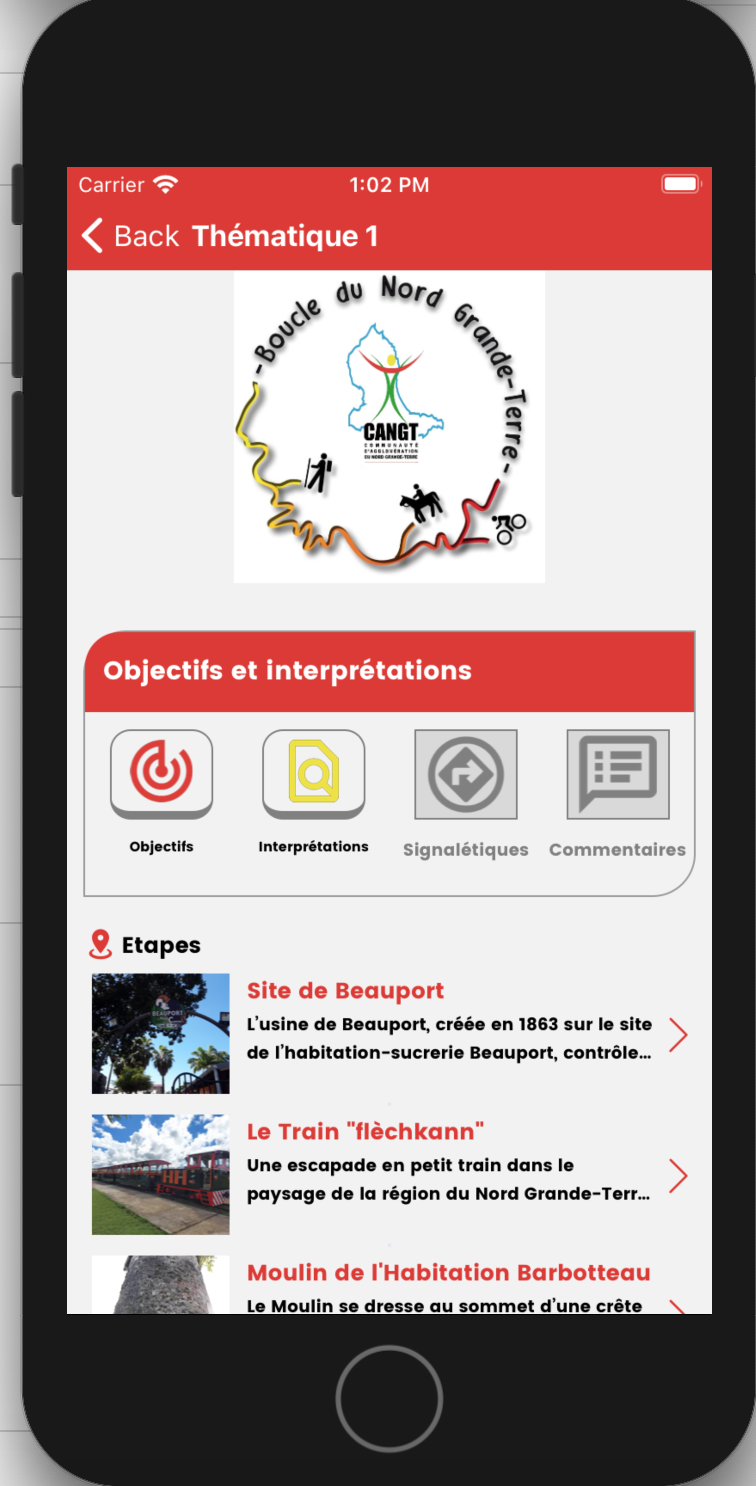 Carrier 1:02 PM
Back Thématique 1
-Boucle du Nord Grande-Terre-
CANGT
COMMUNAUTÉ
D'AGGLOMÉRATION
DU NORD GRANDE-TERRE
Objectifs et interprétations
Objectifs Interprétations Signalétiques Commentaires
Etapes
BEAUPORT
Site de Beauport
L'usine de Beauport, créée en 1863 sur le site
de l'habitation-sucrerie Beauport, contrôle...
Le Train "flèchkann"
Une escapade en petit train dans le
paysage de la région du Nord Grande-Terr...
HH
Moulin de l'Habitation Barbotteau
Le Moulin se dresse au sommet d'une crête